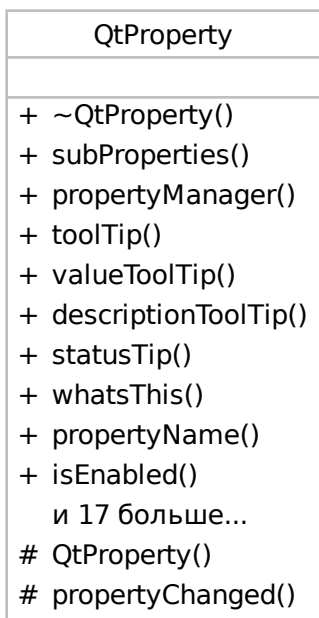 QtProperty
+ ~QtProperty()
+ subProperties()
+ propertyManager()
+ toolTip()
+ valueToolTip()
+ descriptionToolTip()
+ statusTip()
+ whatsThis()
+ propertyName()
+ isEnabled()
и 17 больше...
# QtProperty()
# propertyChanged()